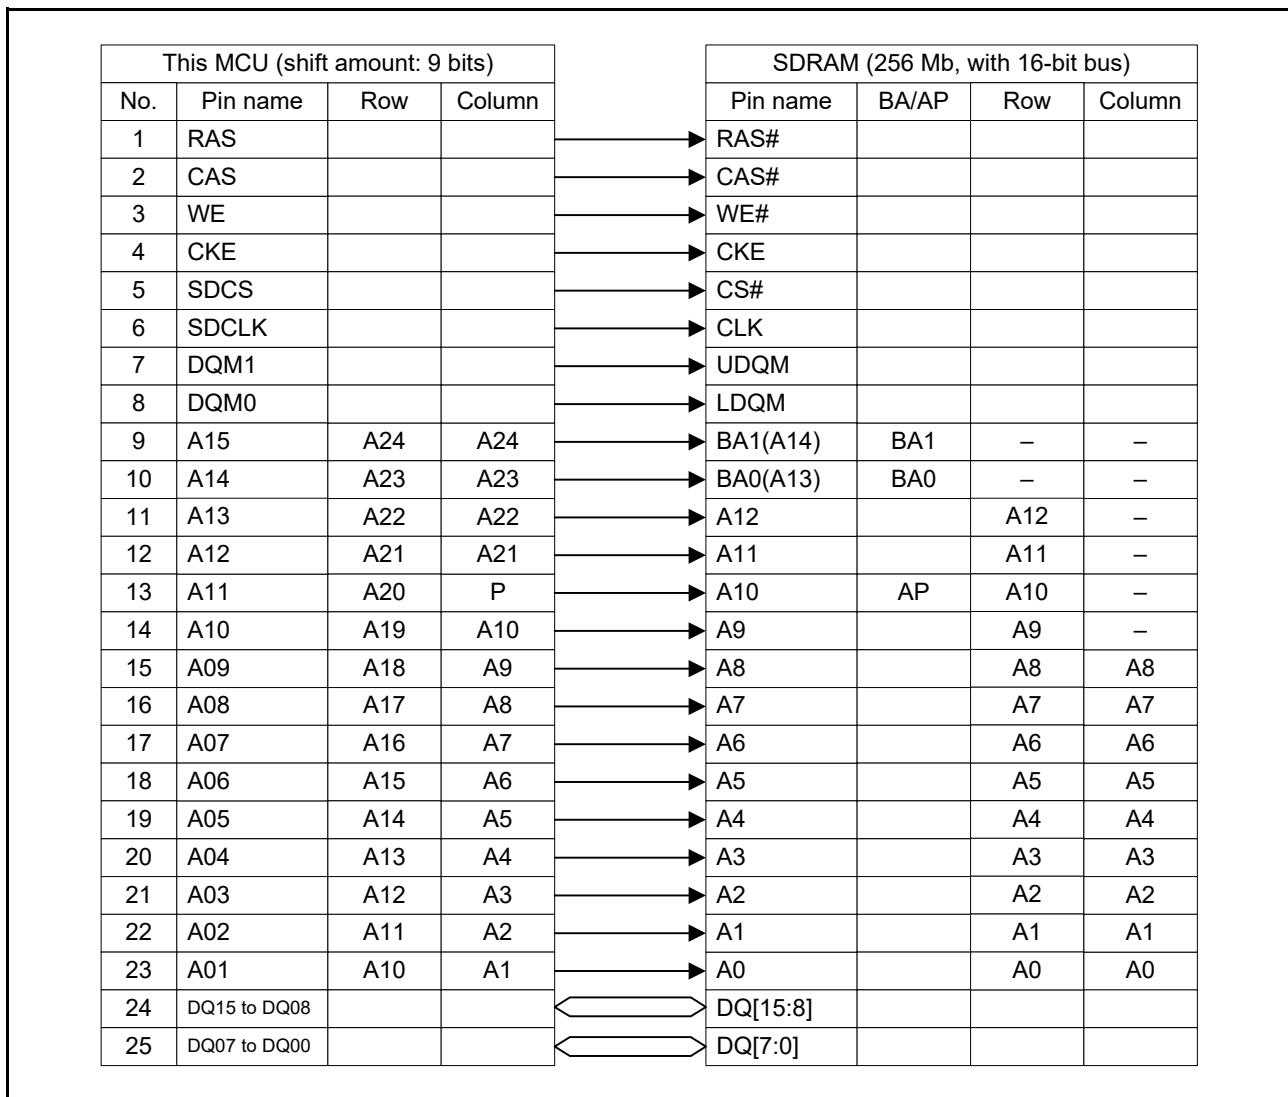 This MCU (shift amount: 9 bits) SDRAM (256 Mb, with 16-bit bus)
No. Pin name Row Column Pin name BA/AP Row Column
1 RAS RAS#
2 CAS CAS#
3 WE WE#
4 CKE CKE
5 SDCS CS#
6 SDCLK CLK
7 DQM1 UDQM
8 DQM0 LDQM
9 A15 A24 A24 BA1(A14) BA1 – –
10 A14 A23 A23 BA0(A13) BA0 – –
11 A13 A22 A22 A12 A12 –
12 A12 A21 A21 A11 A11 –
13 A11 A20 P A10 AP A10 –
14 A10 A19 A10 A9 A9 –
15 A09 A18 A9 A8 A8 A8
16 A08 A17 A8 A7 A7 A7
17 A07 A16 A7 A6 A6 A6
18 A06 A15 A6 A5 A5 A5
19 A05 A14 A5 A4 A4 A4
20 A04 A13 A4 A3 A3 A3
21 A03 A12 A3 A2 A2 A2
22 A02 A11 A2 A1 A1 A1
23 A01 A10 A1 A0 A0 A0
24 DQ15 to DQ08 DQ[15:8]
25 DQ07 to DQ00 DQ[7:0]